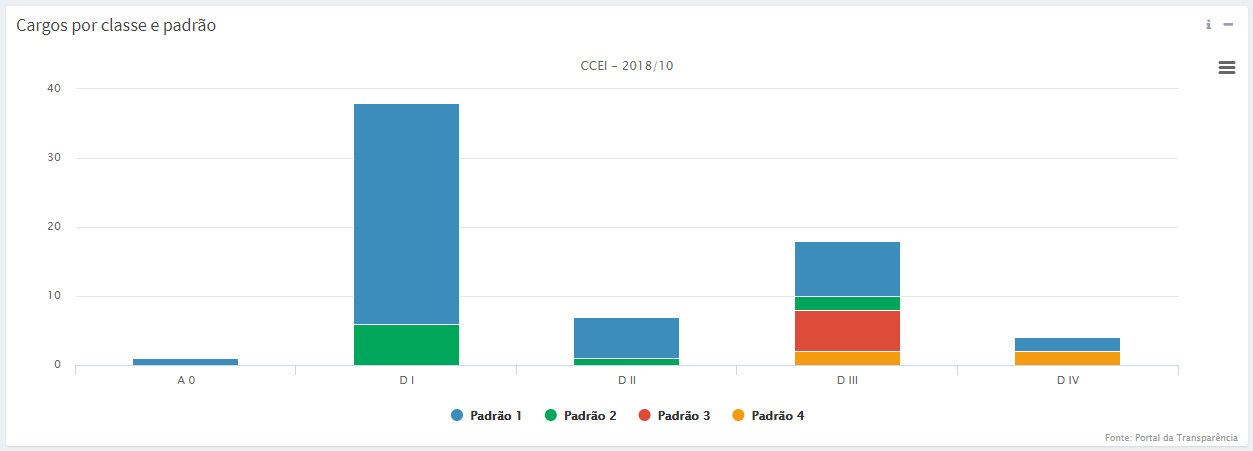 Cargos por classe e padrão
CCEI - 2018/10
40
30
20
10
0
A 0
D I
D II
D III
D IV
Padrão 1
Padrão 2
Padrão 3
Padrão 4
Fonte: Portal da Transparência